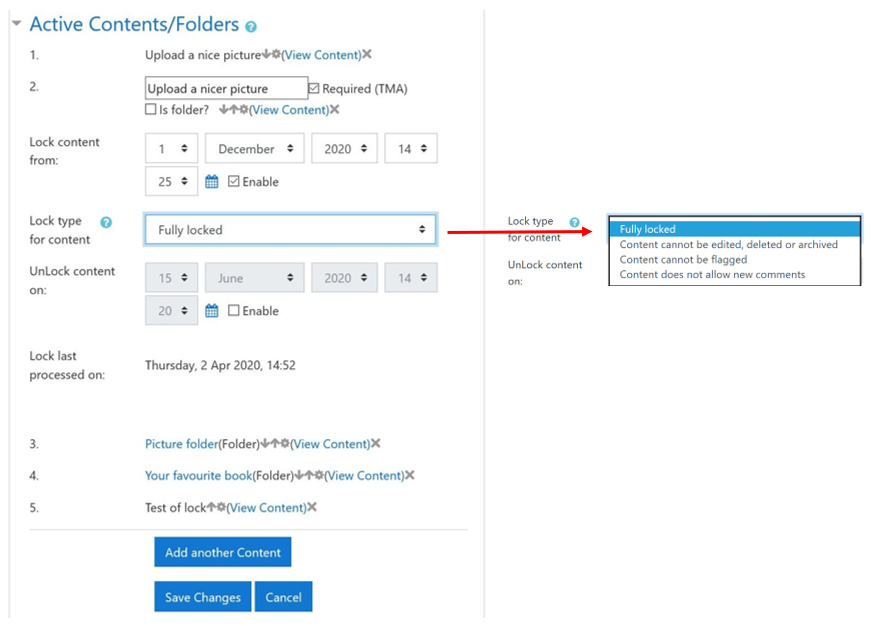 Active Contents/Folders
1. Upload a nice picture(View Content)
2. Upload a nicer picture Required (TMA)
Is folder? (View Content)
Lock content from: 1 December 2020 14
25 Enable
Lock type for content Fully locked
UnLock content on: 15 June 2020 14
20 Enable
Lock last processed on: Thursday, 2 Apr 2020, 14:52
3. Picture folder(Folder)(View Content)
4. Your favourite book(Folder)(View Content)
5. Test of lock(View Content)
Add another Content
Save Changes Cancel
Lock type for content
UnLock content on:
Fully locked
Content cannot be edited, deleted or archived
Content cannot be flagged
Content does not allow new comments